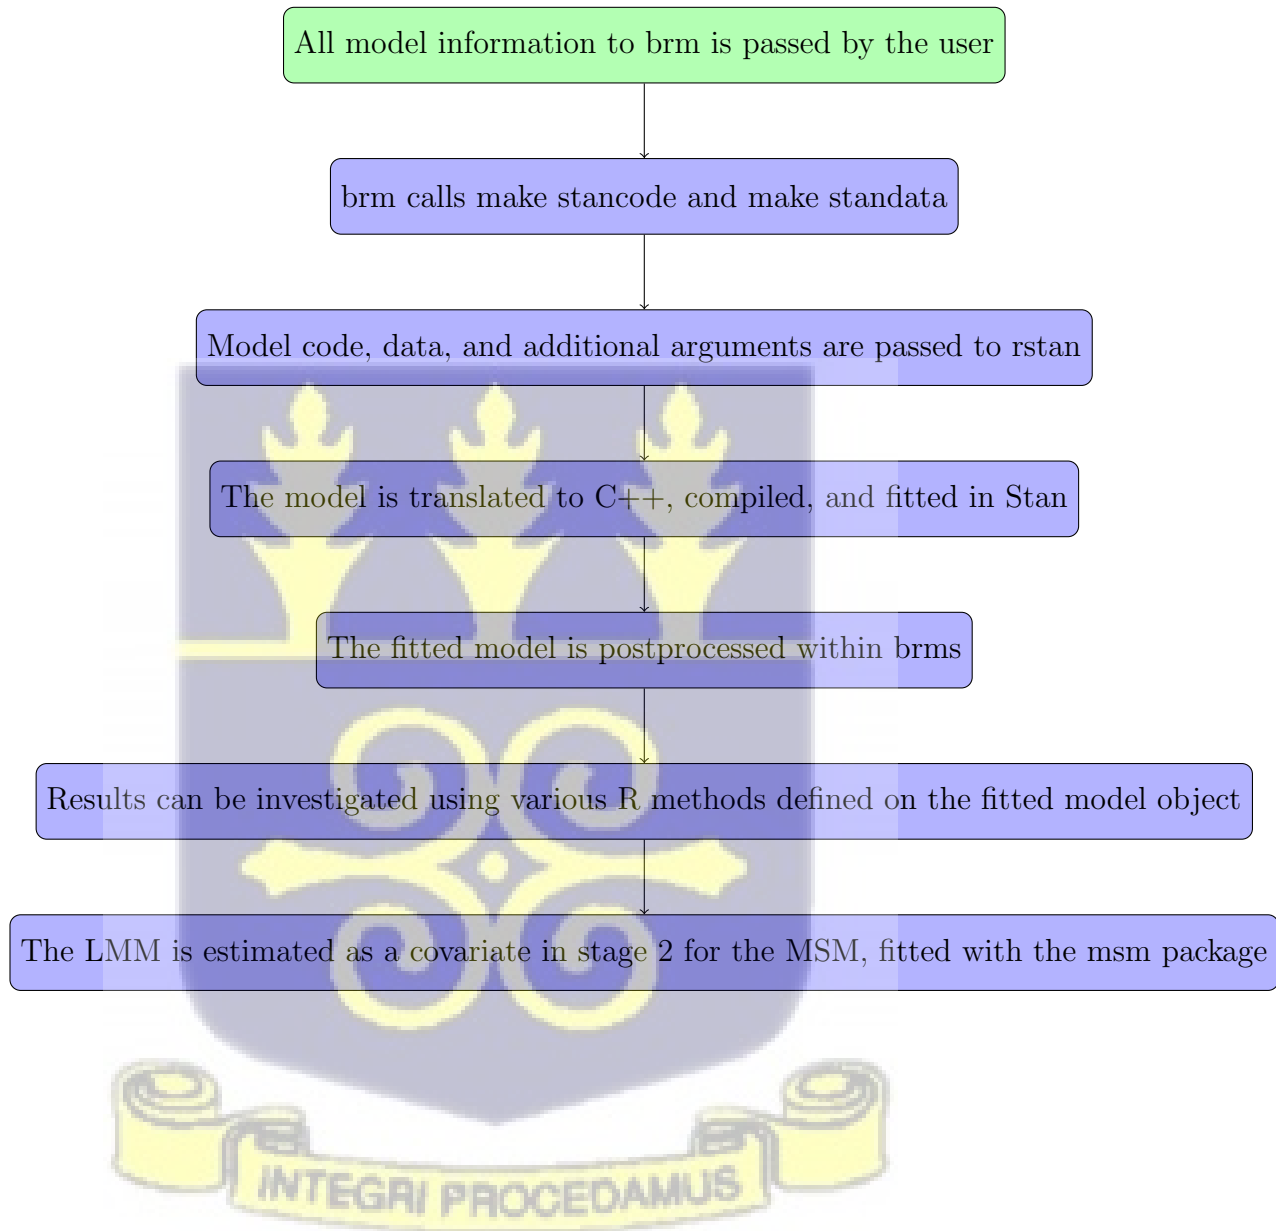 All model information to brm is passed by the user
brm calls make stancode and make standata
Model code, data, and additional arguments are passed to rstan
The model is translated to C++, compiled, and fitted in Stan
The fitted model is postprocessed within brms
Results can be investigated using various R methods defined on the fitted model object
The LMM is estimated as a covariate in stage 2 for the MSM, fitted with the msm package
INTEGRI PROCEDAMUS